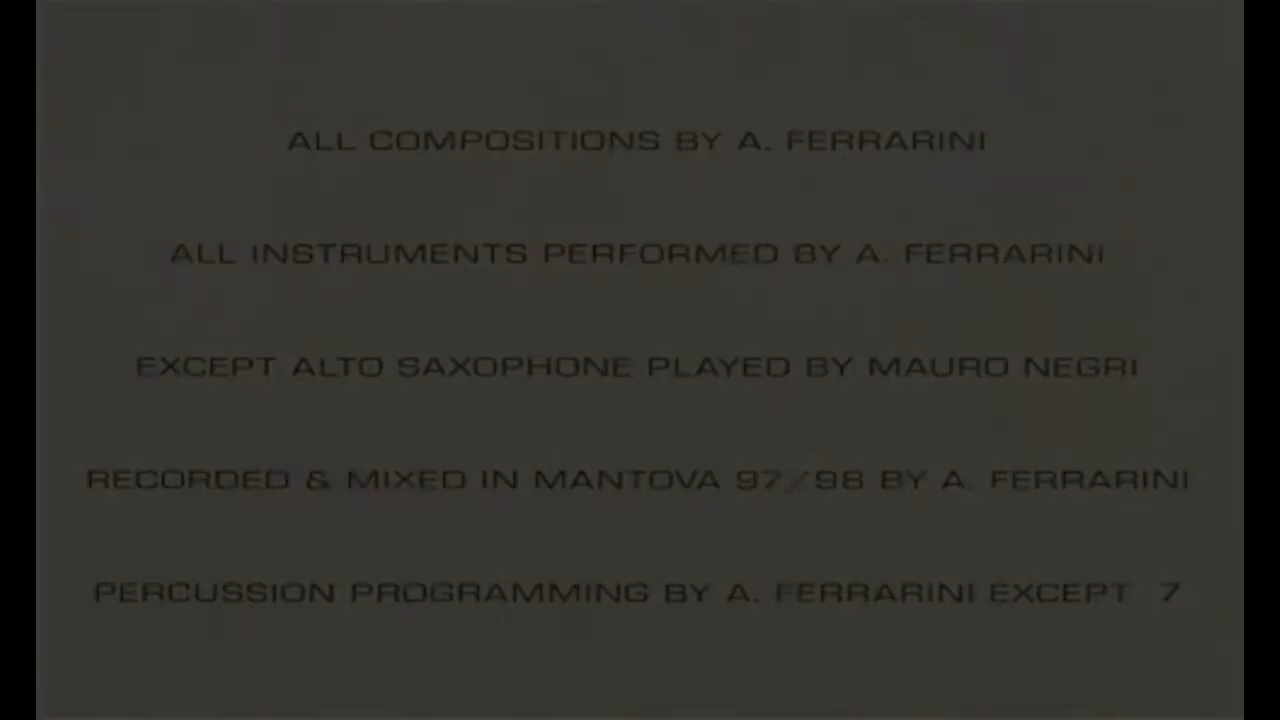 ALL COMPOSITIONS BY A. FERRARINI
ALL INSTRUMENTS PERFORMED BY A. FERRARINI
EXCEPT ALTO SAXOPHONE PLAYED BY MAURO NEGRI
RECORDED & MIXED IN MANTOVA 97/98 BY A. FERRARINI
PERCUSSION PROGRAMMING BY A. FERRARINI EXCEPT 7